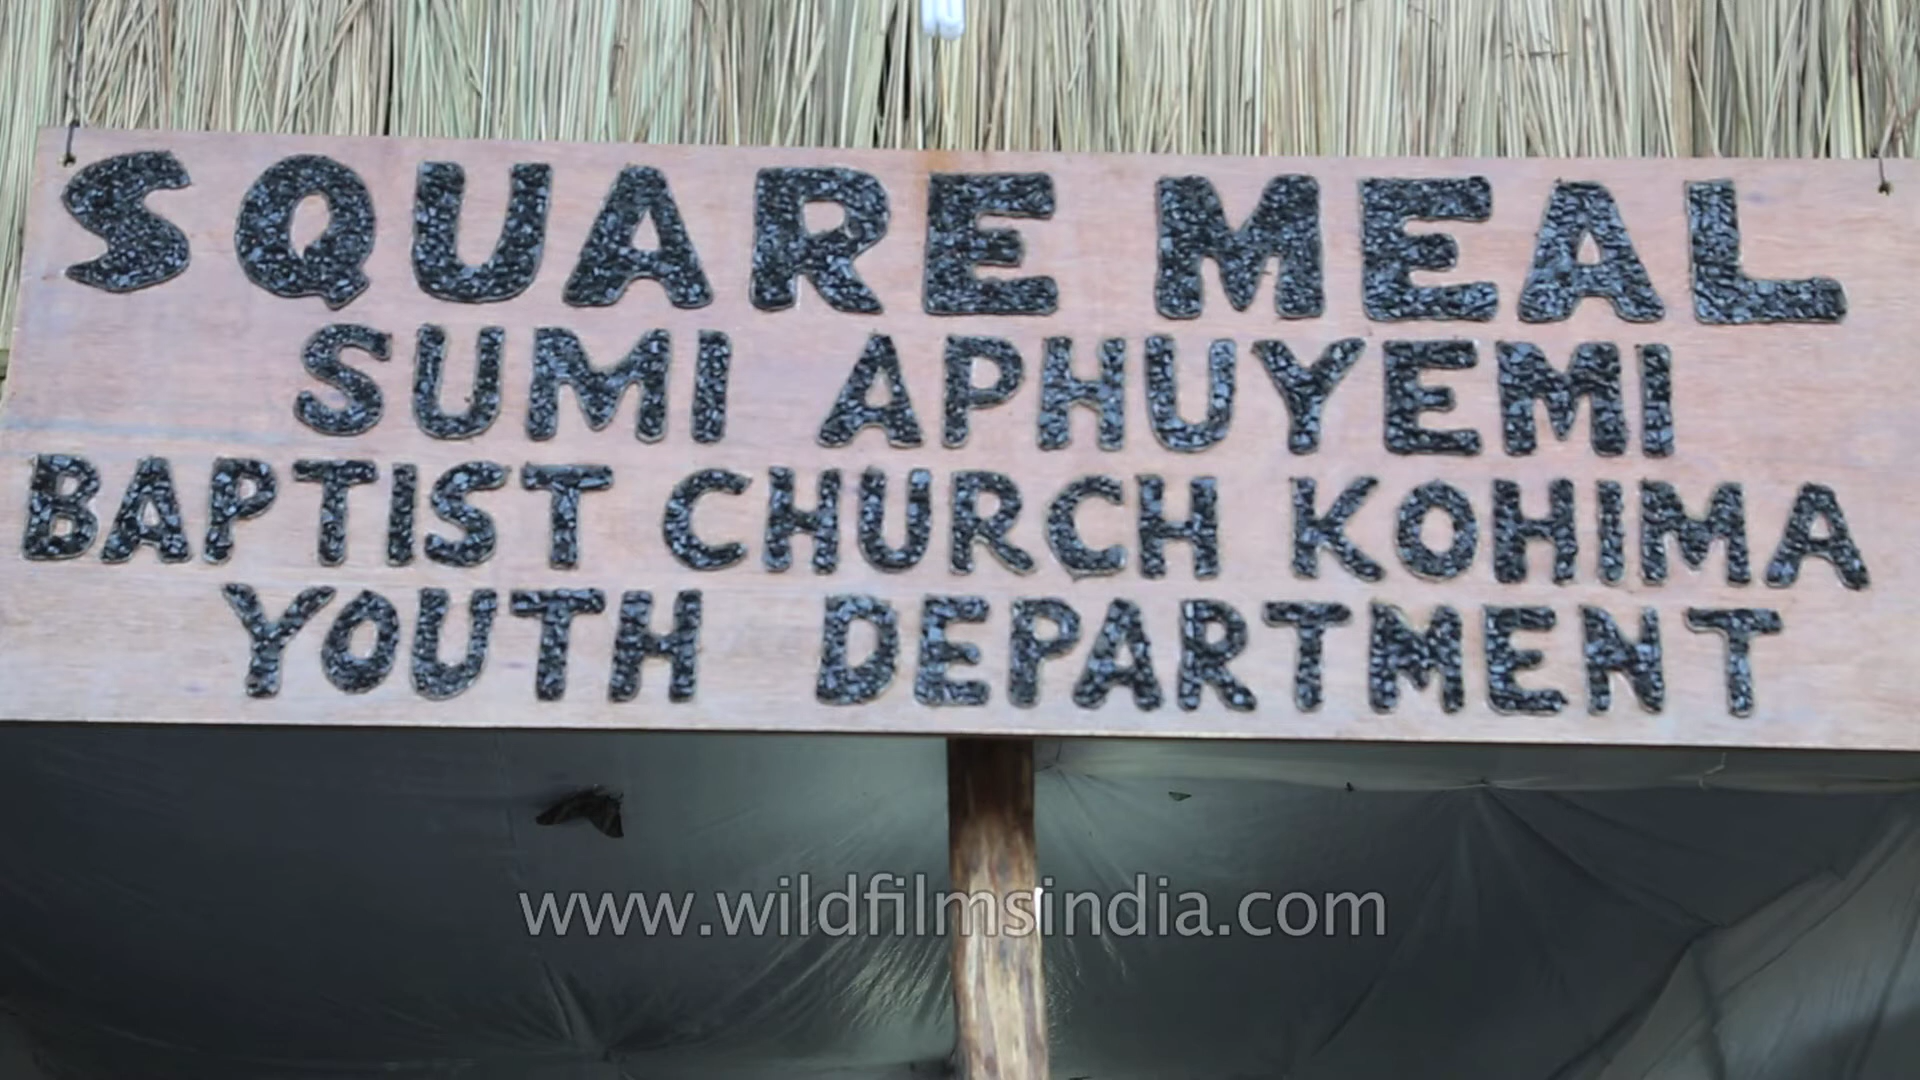 SQUARE MEAL
SUMI APHUYEMI
BAPTIST CHURCH KOHIMA
YOUTH DEPARTMENT
www.wildfilmsindia.com